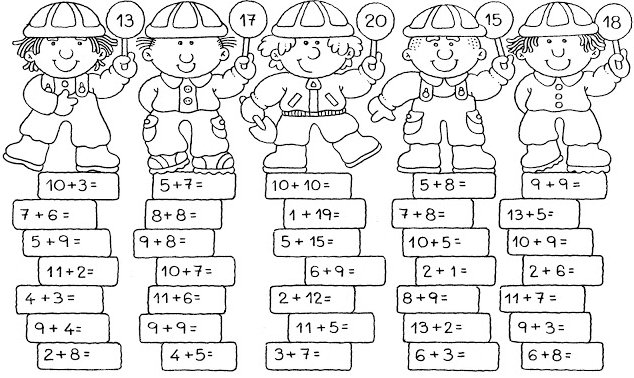 13 17 20 15 18
10+3= 5+7= 10+10= 5+8= 9+9=
7+6= 8+8= 1+19= 7+8= 13+5=
5+9= 9+8= 5+15= 10+5= 10+9=
11+2= 10+7= 6+9= 2+1= 2+6=
4+3= 11+6= 2+12= 8+9= 11+7=
9+4= 9+9= 11+5= 13+2= 9+3=
2+8= 4+5= 3+7= 6+3= 6+8=